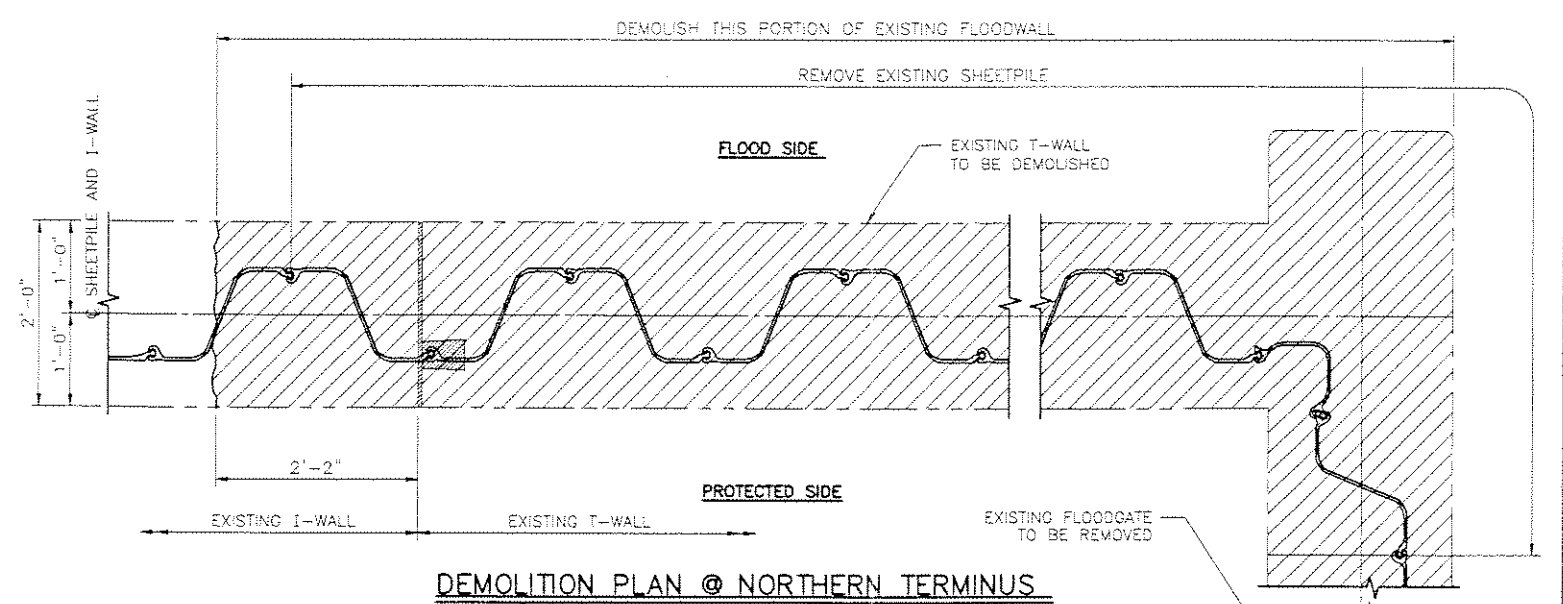 DEMOLISH THIS PORTION OF EXISTING FLOODWALL
REMOVE EXISTING SHEETPILE
℄ SHEETPILE AND I-WALL
FLOOD SIDE
EXISTING T-WALL
TO BE DEMOLISHED
2'-0"
1'-0"
1'-0"
2'-2"
PROTECTED SIDE
EXISTING I-WALL
EXISTING T-WALL
EXISTING FLOODGATE
TO BE REMOVED
DEMOLITION PLAN @ NORTHERN TERMINUS